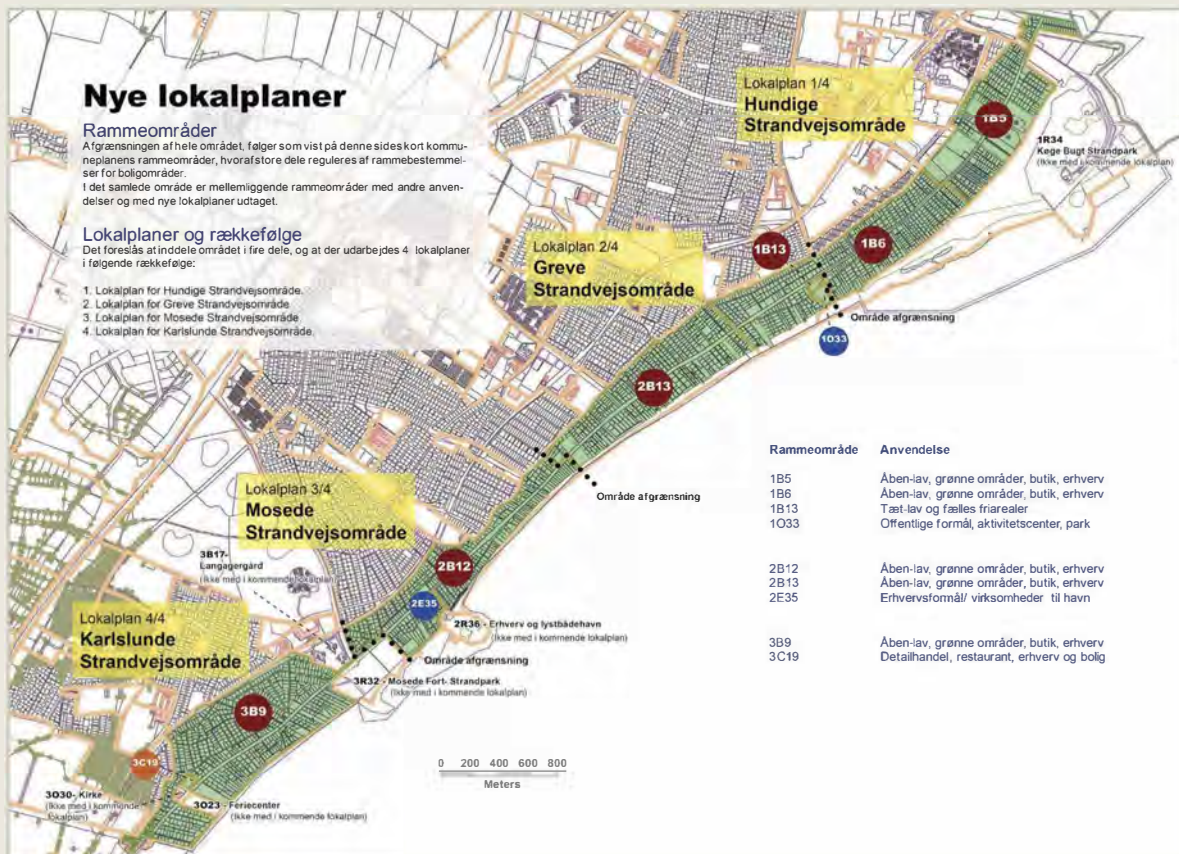 Nye lokalplaner
Rammeområder
Afgrænsningen af hele området, følger som vist på denne sides kort kommu-
neplanens rammeområder, hvoraf store dele reguleres af rammebestemmel-
ser for boligområder.
I det samlede område er mellemliggende rammeområder med andre anven-
delser og med nye lokalplaner udtaget.
Lokalplaner og rækkefølge
Det foreslås at inddele området i fire dele, og at der udarbejdes 4 lokalplaner
i følgende rækkefølge:
1. Lokalplan for Hundige Strandvejsområde.
2. Lokalplan for Greve Strandvejsområde
3. Lokalplan for Mosede Strandvejsområde.
4. Lokalplan for Karlslunde Strandvejsområde.
Lokalplan 1/4
Hundige
Strandvejsområde
1B5
1R34
Køge Bugt Strandpark
(Ikke med i kommende lokalplan)
Lokalplan 2/4
Greve
Strandvejsområde
1B13
1B6
Område afgrænsning
1O33
2B13
Område afgrænsning
Lokalplan 3/4
Mosede
Strandvejsområde
3B17-
Langagergård
(Ikke med i kommende lokalplan)
2B12
2E35
2R36 - Erhverv og lystbådehavn
(Ikke med i kommende lokalplan)
Område afgrænsning
3R32 - Mosede Fort- Strandpark
(Ikke med i kommende lokalplan)
Lokalplan 4/4
Karlslunde
Strandvejsområde
3B9
3C19
3O30- Kirke
(Ikke med i kommende
lokalplan)
3O23 - Feriecenter
(Ikke med i kommende lokalplan)
0 200 400 600 800
Meters
Rammeområde Anvendelse
1B5 Åben-lav, grønne områder, butik, erhverv
1B6 Åben-lav, grønne områder, butik, erhverv
1B13 Tæt-lav og fælles friarealer
1O33 Offentlige formål, aktivitetscenter, park
2B12 Åben-lav, grønne områder, butik, erhverv
2B13 Åben-lav, grønne områder, butik, erhverv
2E35 Erhvervsformål/ virksomheder til havn
3B9 Åben-lav, grønne områder, butik, erhverv
3C19 Detailhandel, restaurant, erhverv og bolig